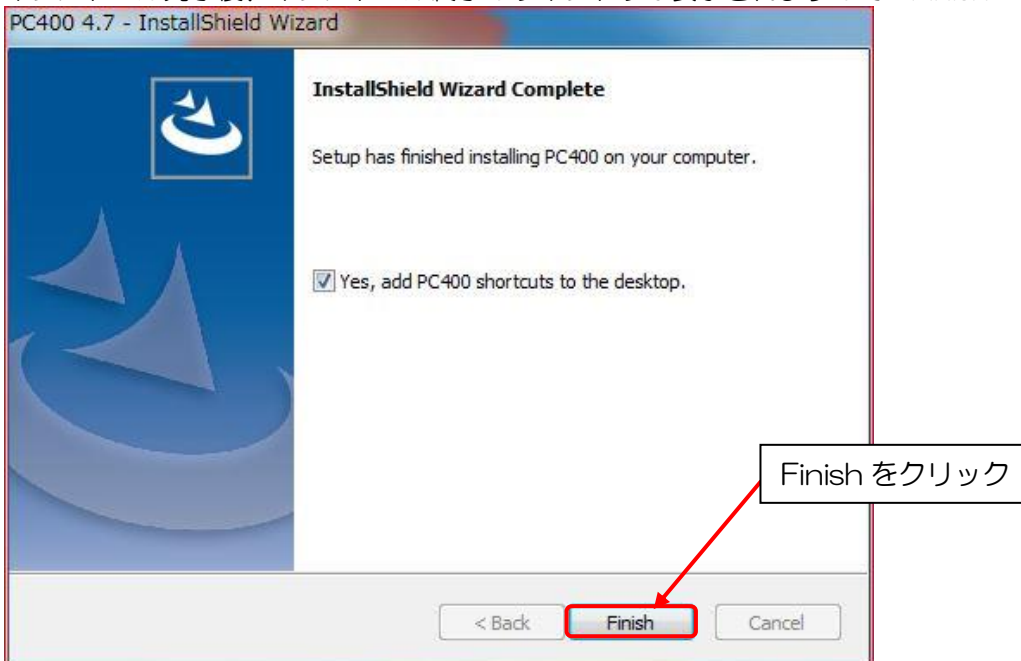 PC400 4.7 - InstallShield Wizard
InstallShield Wizard Complete
Setup has finished installing PC400 on your computer.
Yes, add PC400 shortcuts to the desktop.
Finish をクリック
< Back
Finish
Cancel